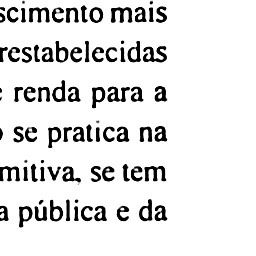 scimento mais
restabelecidas
renda para a
se pratica na
mitiva, se tem
a pública e da